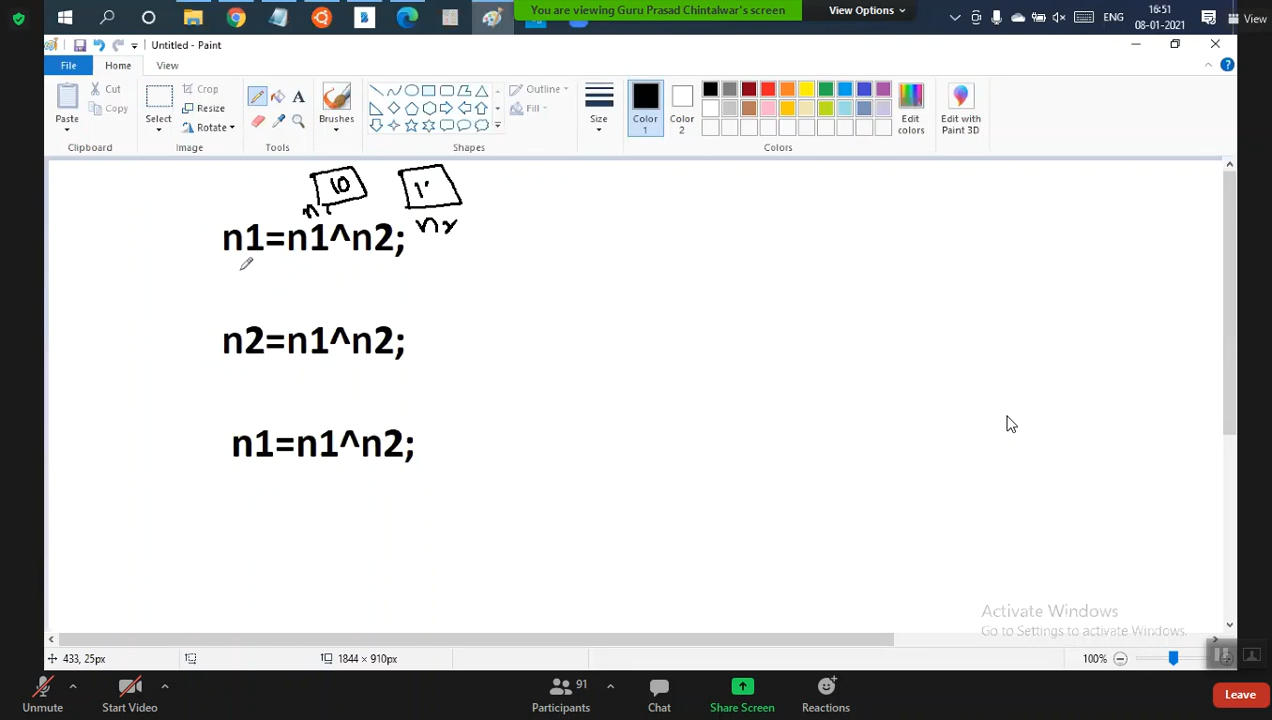 You are viewing Guru Prasad Chintalwar's screen
View Options
16:51
ENG
08-01-2021
View
Untitled - Paint
File
Home
View
Paste
Cut
Copy
Clipboard
Select
Crop
Resize
Rotate
Image
A
Tools
Brushes
Outline
Fill
Shapes
Size
Color
1
Color
2
Edit
colors
Colors
Edit with
Paint 3D
10
n1=n1^n2;
n2=n1^n2;
n1=n1^n2;
Activate Windows
Go to Settings to activate Windows.
433, 25px
1844 × 910px
100%
Unmute
Start Video
91
Participants
Chat
Share Screen
Reactions
Leave